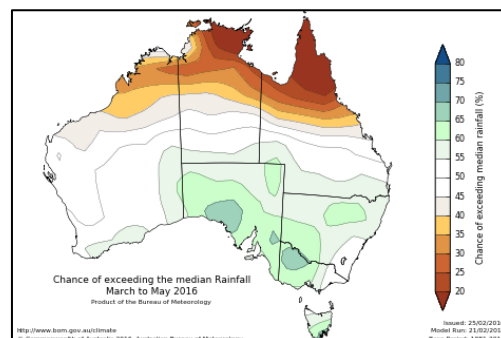 80
75
70
65
60
55
50
45
40
35
30
25
20
Chance of exceeding median rainfall (%)
Chance of exceeding the median Rainfall
March to May 2016
Product of the Bureau of Meteorology
http://www.bom.gov.au/climate
Issued: 25/02/201
Model Run: 21/02/201